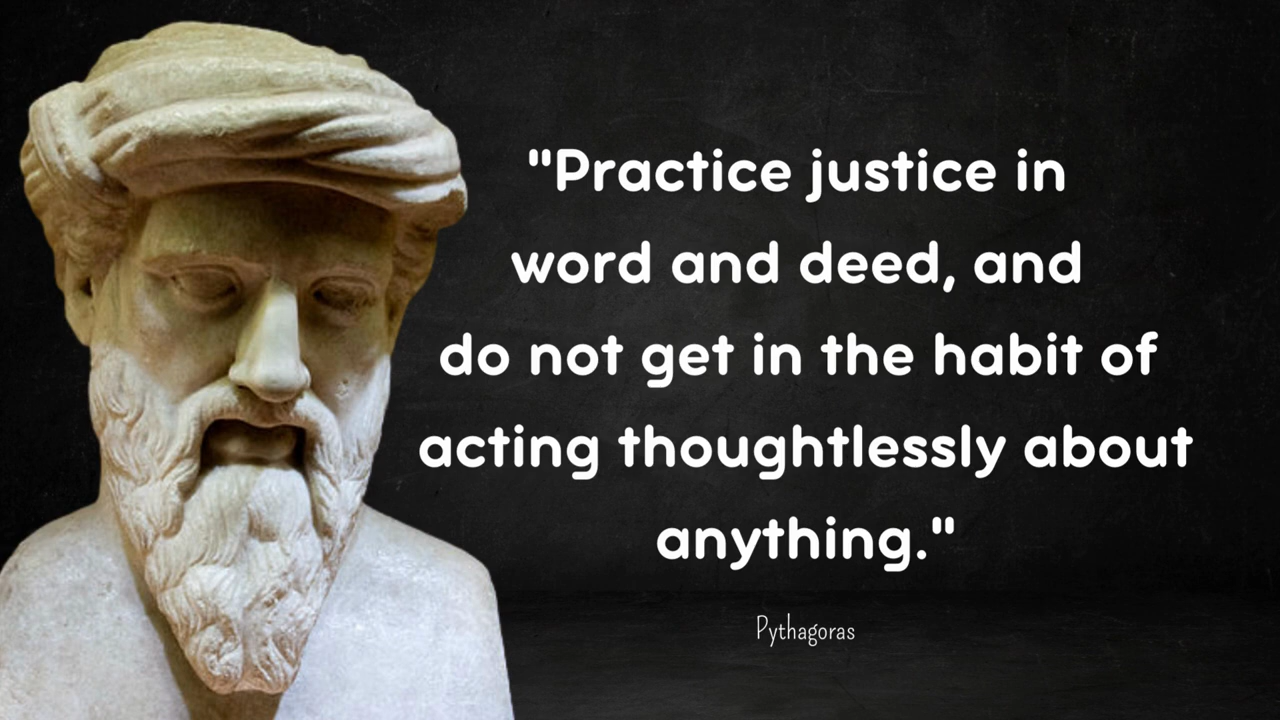 "Practice justice in
word and deed, and
do not get in the habit of
acting thoughtlessly about
anything."
Pythagoras